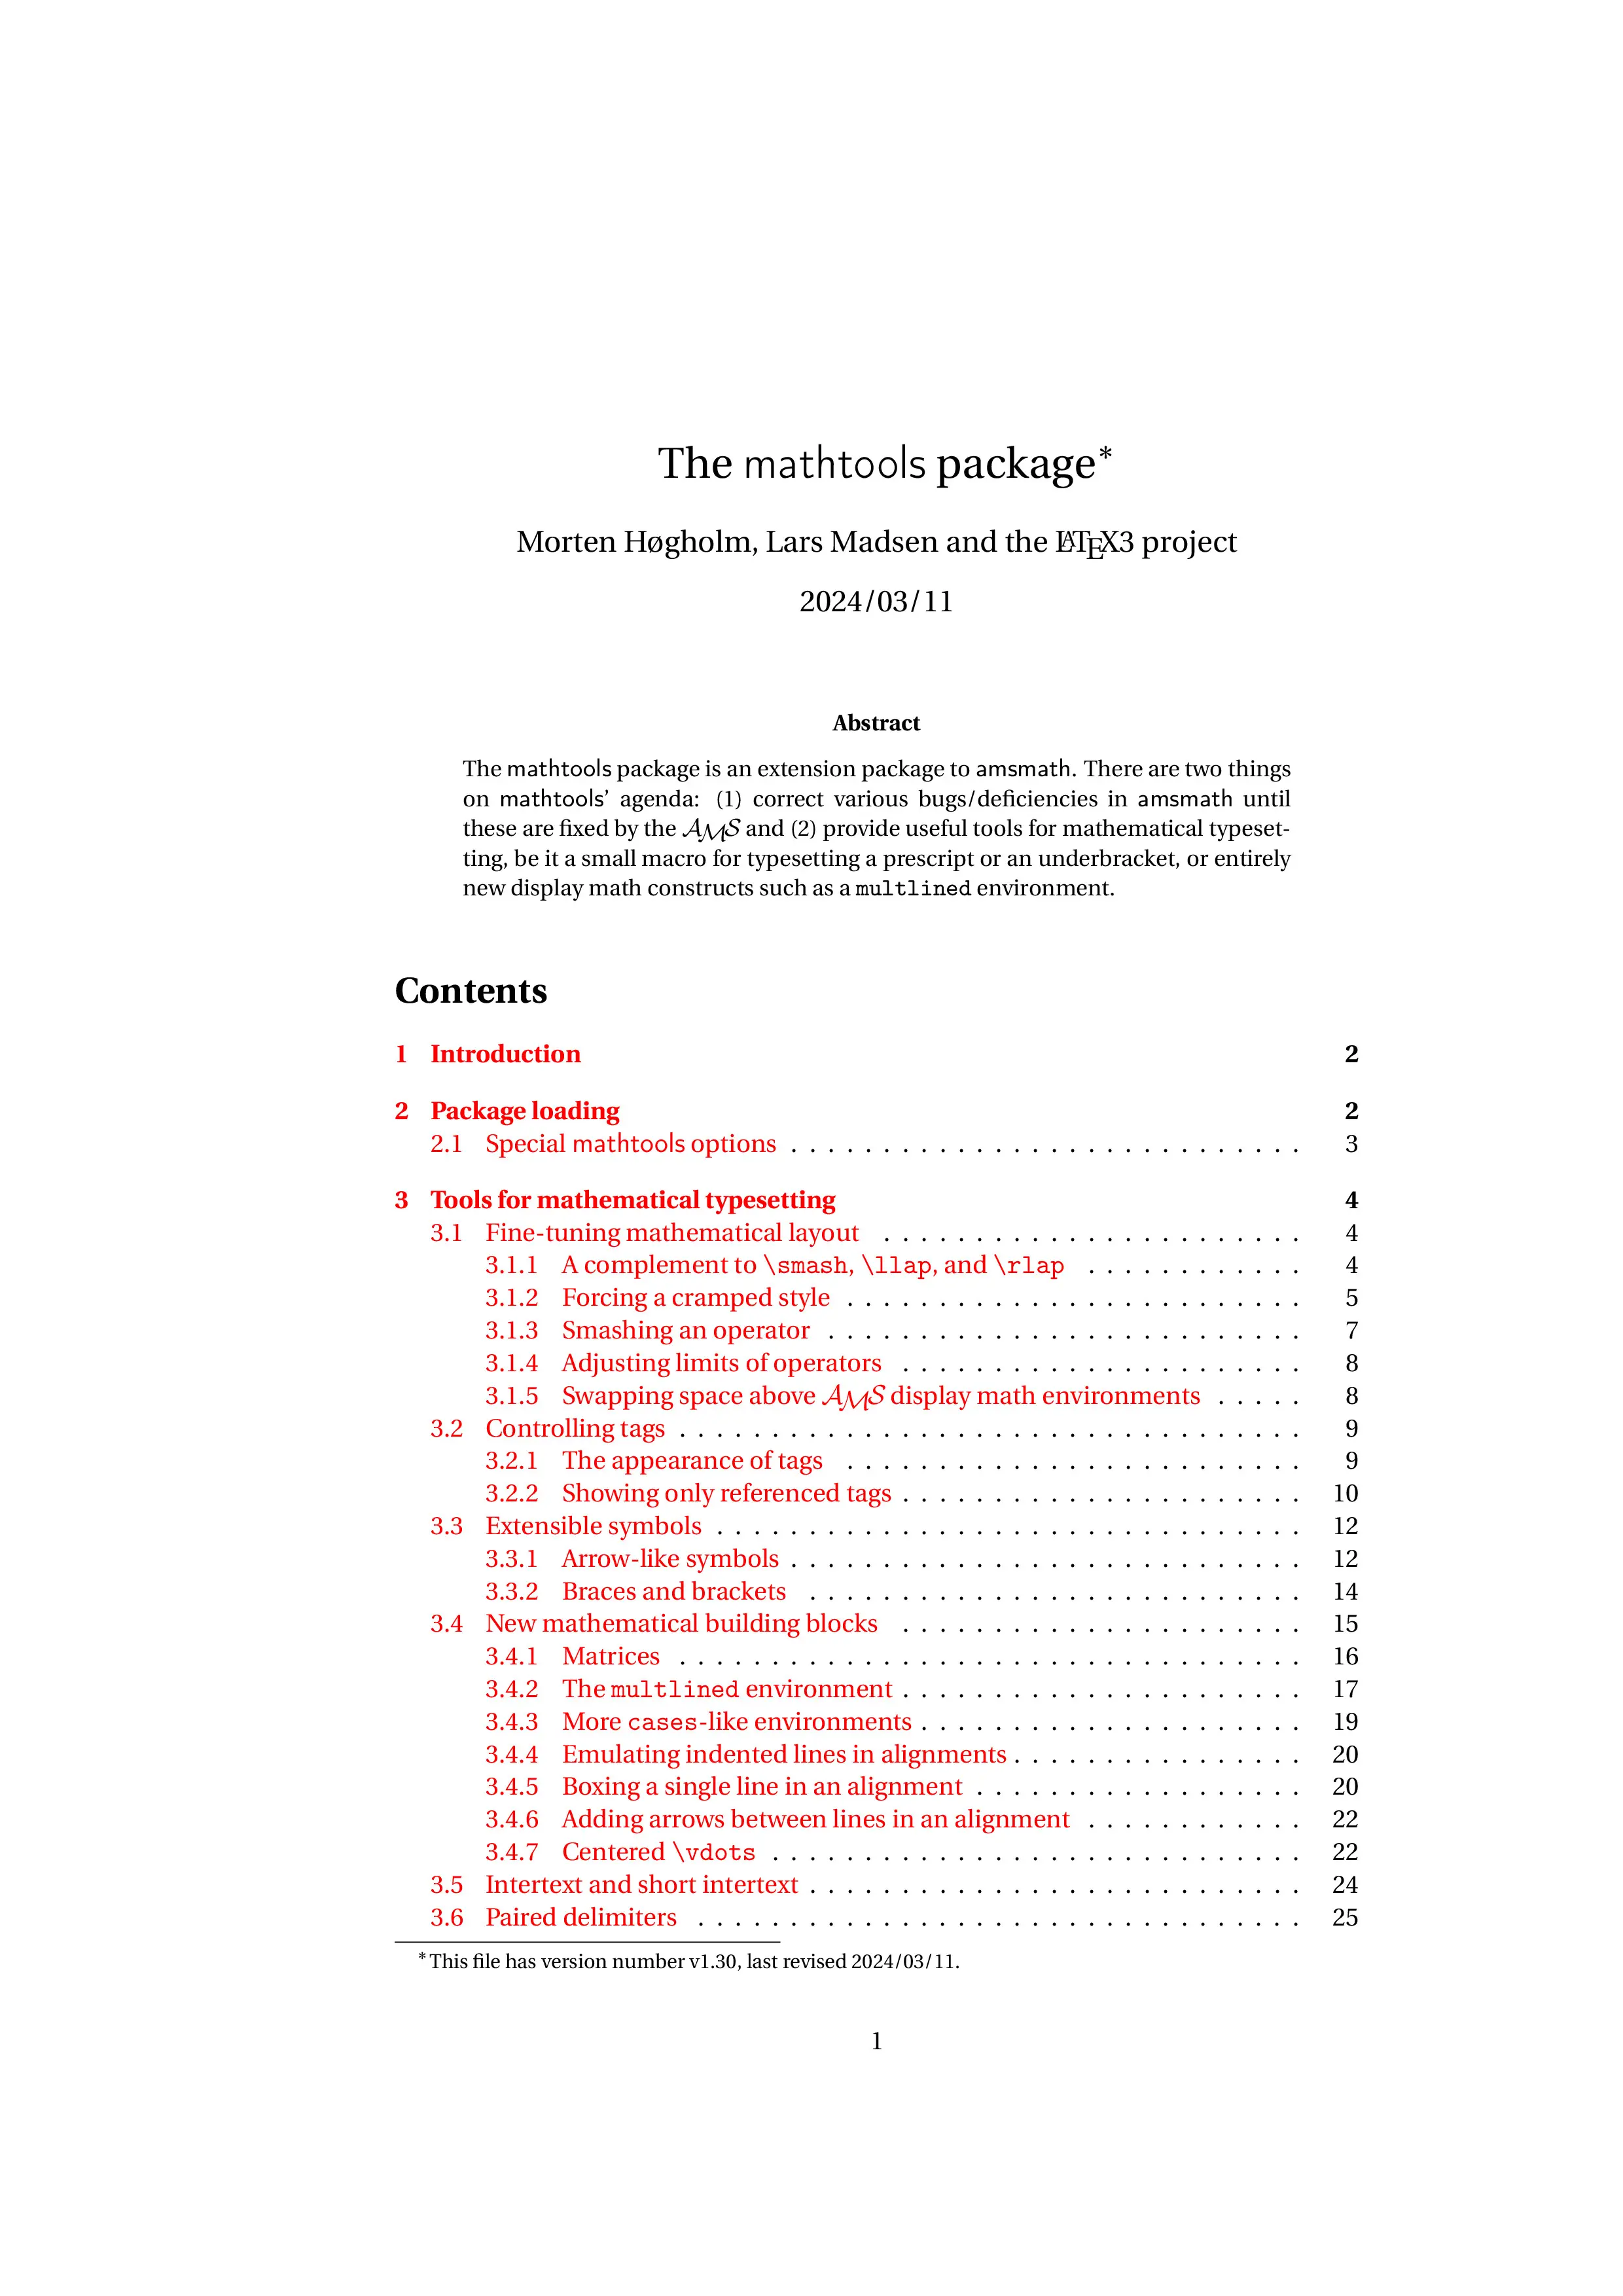 The mathtools package*
Morten Høgholm, Lars Madsen and the LATEX3 project
2024/03/11
Abstract
The mathtools package is an extension package to amsmath. There are two things
on mathtools’ agenda: (1) correct various bugs/deficiencies in amsmath until
these are fixed by the AMS and (2) provide useful tools for mathematical typeset-
ting, be it a small macro for typesetting a prescript or an underbracket, or entirely
new display math constructs such as a multlined environment.
Contents
1 Introduction 2
2 Package loading 2
2.1 Special mathtools options . . . . . . . . . . . . . . . . . . . . . . . . . . . . 3
3 Tools for mathematical typesetting 4
3.1 Fine-tuning mathematical layout . . . . . . . . . . . . . . . . . . . . . . . 4
3.1.1 A complement to \smash, \llap, and \rlap . . . . . . . . . . . . 4
3.1.2 Forcing a cramped style . . . . . . . . . . . . . . . . . . . . . . . . . 5
3.1.3 Smashing an operator . . . . . . . . . . . . . . . . . . . . . . . . . . 7
3.1.4 Adjusting limits of operators . . . . . . . . . . . . . . . . . . . . . . 8
3.1.5 Swapping space above AMS display math environments . . . . . 8
3.2 Controlling tags . . . . . . . . . . . . . . . . . . . . . . . . . . . . . . . . . . 9
3.2.1 The appearance of tags . . . . . . . . . . . . . . . . . . . . . . . . . 9
3.2.2 Showing only referenced tags . . . . . . . . . . . . . . . . . . . . . . 10
3.3 Extensible symbols . . . . . . . . . . . . . . . . . . . . . . . . . . . . . . . . 12
3.3.1 Arrow-like symbols . . . . . . . . . . . . . . . . . . . . . . . . . . . . 12
3.3.2 Braces and brackets . . . . . . . . . . . . . . . . . . . . . . . . . . . 14
3.4 New mathematical building blocks . . . . . . . . . . . . . . . . . . . . . . 15
3.4.1 Matrices . . . . . . . . . . . . . . . . . . . . . . . . . . . . . . . . . . 16
3.4.2 The multlined environment . . . . . . . . . . . . . . . . . . . . . . 17
3.4.3 More cases-like environments . . . . . . . . . . . . . . . . . . . . . 19
3.4.4 Emulating indented lines in alignments . . . . . . . . . . . . . . . . 20
3.4.5 Boxing a single line in an alignment . . . . . . . . . . . . . . . . . . 20
3.4.6 Adding arrows between lines in an alignment . . . . . . . . . . . . 22
3.4.7 Centered \vdots . . . . . . . . . . . . . . . . . . . . . . . . . . . . . 22
3.5 Intertext and short intertext . . . . . . . . . . . . . . . . . . . . . . . . . . . 24
3.6 Paired delimiters . . . . . . . . . . . . . . . . . . . . . . . . . . . . . . . . . 25
*This file has version number v1.30, last revised 2024/03/11.
1